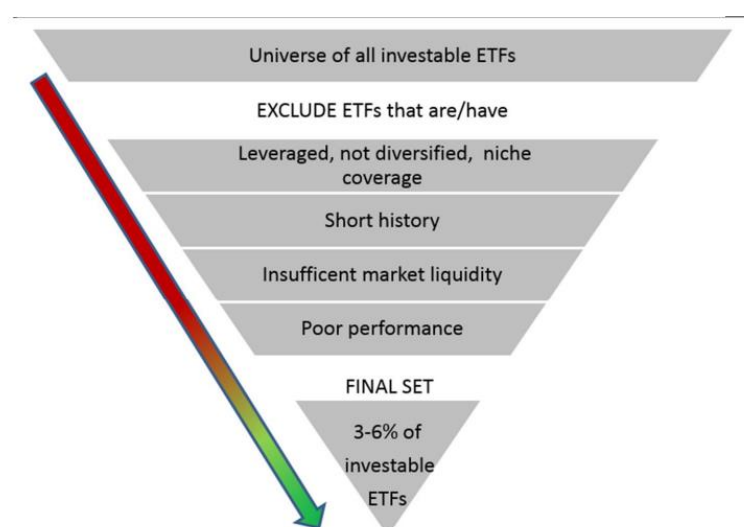 Universe of all investable ETFs
EXCLUDE ETFs that are/have
Leveraged, not diversified, niche
coverage
Short history
Insufficent market liquidity
Poor performance
FINAL SET
3-6% of
investable
ETFs